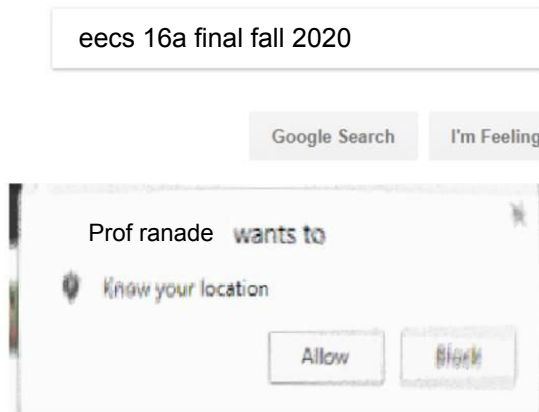 eecs 16a final fall 2020
Google Search I'm Feeling
Prof ranade wants to
Know your location
Allow Block